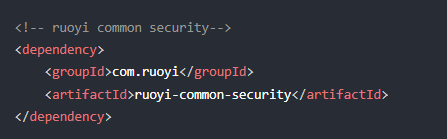 <!-- ruoyi common security-->
<dependency>
    <groupId>com.ruoyi</groupId>
    <artifactId>ruoyi-common-security</artifactId>
</dependency>